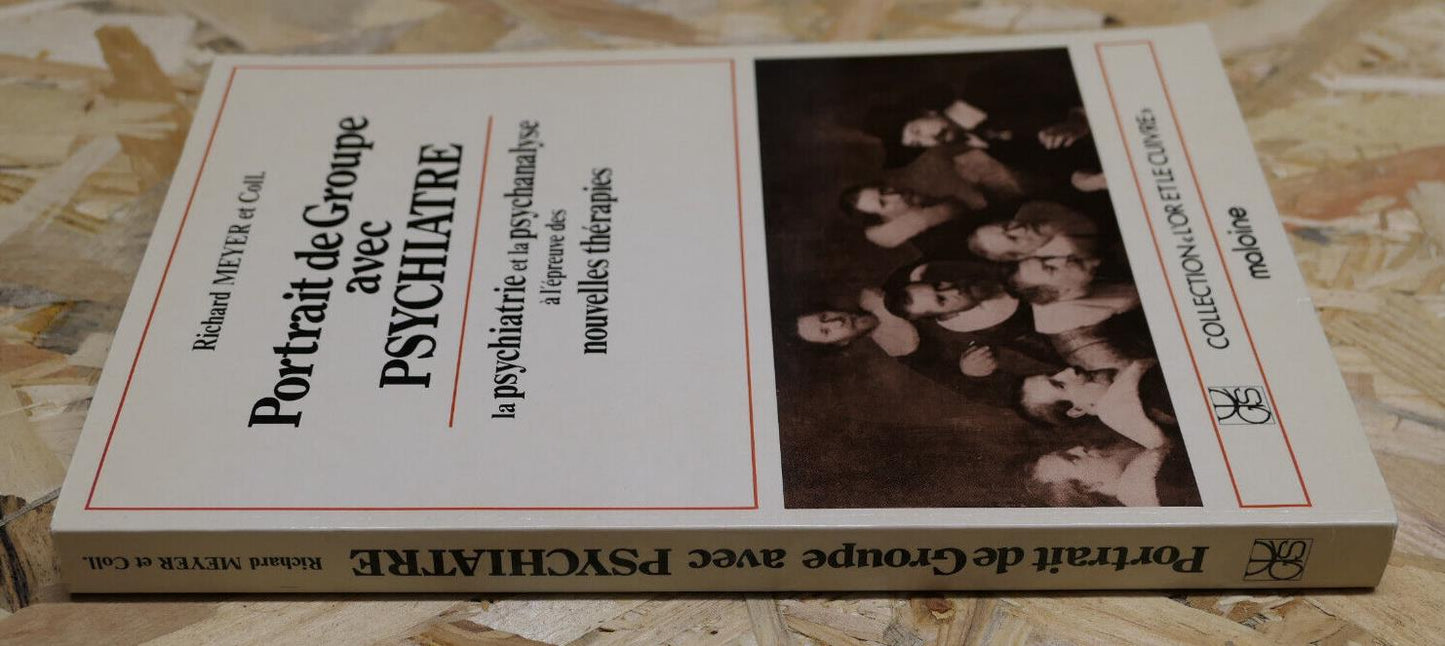 Richard MEYER et Coll.
Portrait de Groupe
avec
PSYCHIATRE
la psychiatrie et la psychanalyse
à l'épreuve des
nouvelles thérapies
COLLECTION «L'OR ET LE CUIVRE»
maloine
Richard MEYER et Coll.
Portrait de Groupe avec PSYCHIATRE